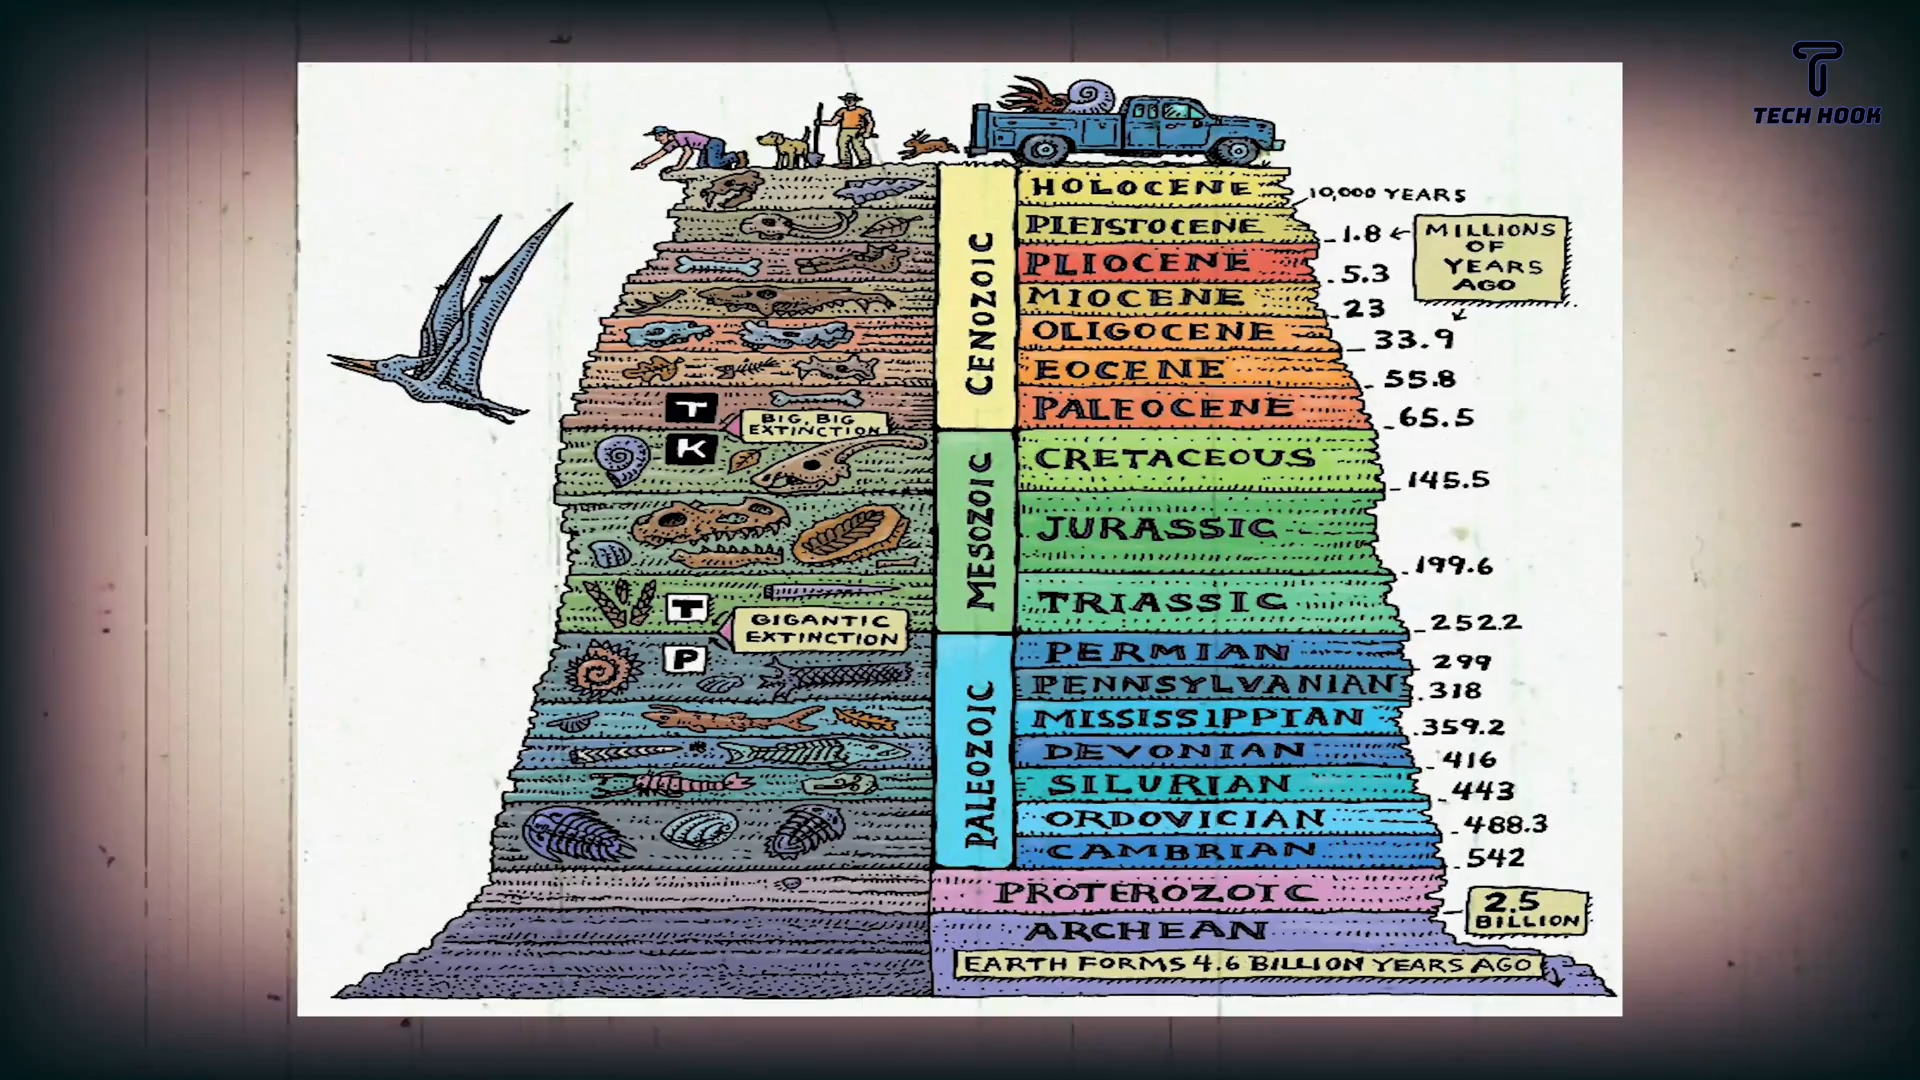 TECH HOOK
CENOZOIC
HOLOCENE
10,000 YEARS
PLEISTOCENE
1.8
MILLIONS
OF
YEARS
AGO
PLIOCENE
5.3
MIOCENE
23
OLIGOCENE
33.9
EOCENE
55.8
T
PALEOCENE
65.5
BIG, BIG
EXTINCTION
K
MESOZOIC
CRETACEOUS
145.5
JURASSIC
199.6
T
TRIASSIC
252.2
GIGANTIC
EXTINCTION
P
PALEOZOIC
PERMIAN
299
PENNSYLVANIAN
318
MISSISSIPPIAN
359.2
DEVONIAN
416
SILURIAN
443
ORDOVICIAN
488.3
CAMBRIAN
542
PROTEROZOIC
2.5
BILLION
ARCHEAN
EARTH FORMS 4.6 BILLION YEARS AGO